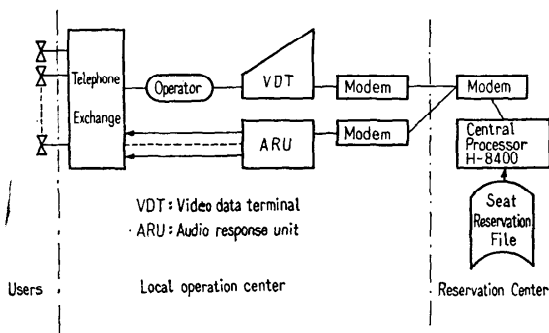 Telephone
Exchange
Operator
VDT
Modem
Modem
ARU
Modem
Central
Processor
H-8400
Seat
Reservation
File
VDT: Video data terminal
ARU: Audio response unit
Users
Local operation center
Reservation Center